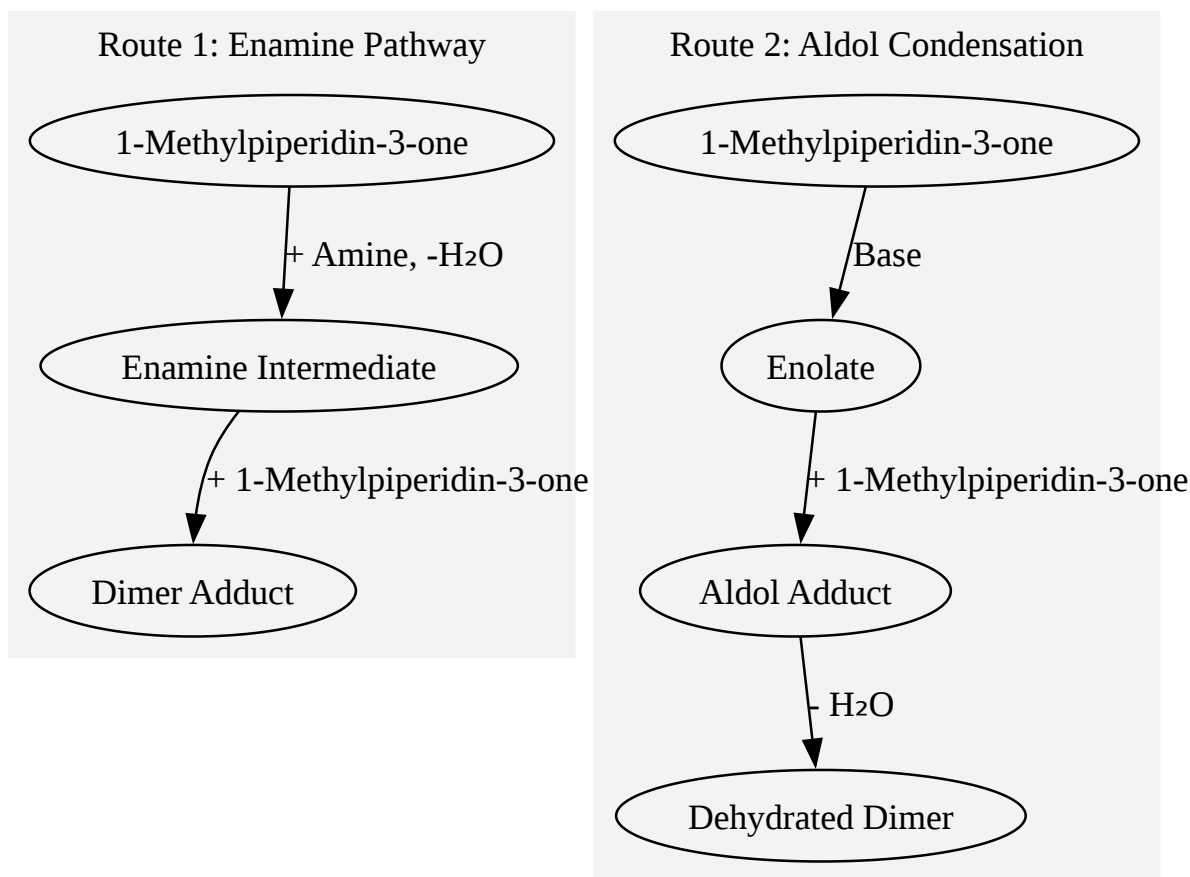 Route 1: Enamine Pathway
1-Methylpiperidin-3-one
+ Amine, -H₂O
Enamine Intermediate
+ 1-Methylpiperidin-3-one
Dimer Adduct
Route 2: Aldol Condensation
1-Methylpiperidin-3-one
Base
Enolate
+ 1-Methylpiperidin-3-one
Aldol Adduct
- H₂O
Dehydrated Dimer